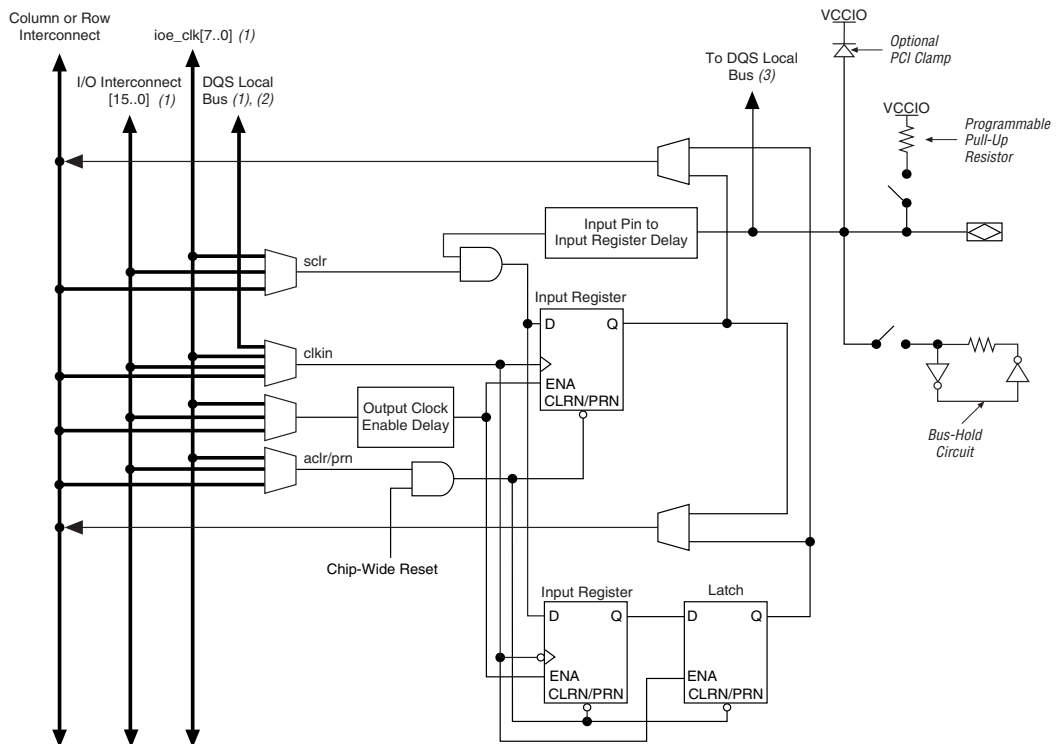 Column or Row
Interconnect
ioe_clk[7..0] (1)
I/O Interconnect
[15..0] (1)
DQS Local
Bus (1), (2)
To DQS Local
Bus (3)
VCCIO
Optional
PCI Clamp
VCCIO
Programmable
Pull-Up
Resistor
Input Pin to
Input Register Delay
sclr
Input Register
D Q
clkin
ENA
CLRN/PRN
Output Clock
Enable Delay
aclr/prn
Bus-Hold
Circuit
Chip-Wide Reset
Input Register
D Q
ENA
CLRN/PRN
Latch
D Q
ENA
CLRN/PRN